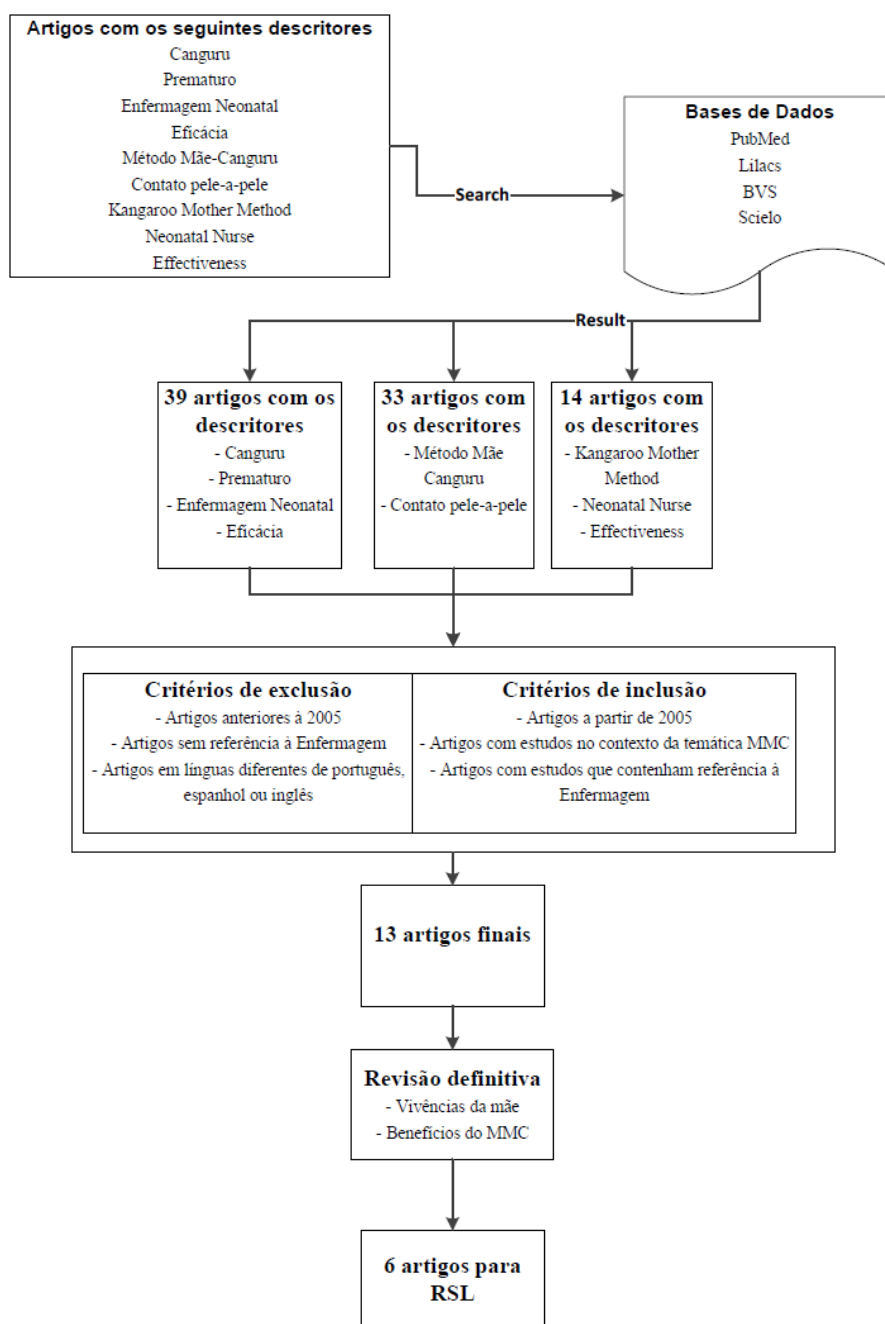 Artigos com os seguintes descritores
Canguru
Prematuro
Enfermagem Neonatal
Eficácia
Método Mãe-Canguru
Contato pele-a-pele
Kangaroo Mother Method
Neonatal Nurse
Effectiveness
Search
Bases de Dados
PubMed
Lilacs
BVS
Scielo
Result
39 artigos com os
descritores
- Canguru
- Prematuro
- Enfermagem Neonatal
- Eficácia
33 artigos com
os descritores
- Método Mãe
Canguru
- Contato pele-a-pele
14 artigos com
os descritores
- Kangaroo Mother
Method
- Neonatal Nurse
- Effectiveness
Critérios de exclusão
- Artigos anteriores à 2005
- Artigos sem referência à Enfermagem
- Artigos em línguas diferentes de português,
espanhol ou inglês
Critérios de inclusão
- Artigos a partir de 2005
- Artigos com estudos no contexto da temática MMC
- Artigos com estudos que contenham referência à
Enfermagem
13 artigos finais
Revisão definitiva
- Vivências da mãe
- Benefícios do MMC
6 artigos para
RSL